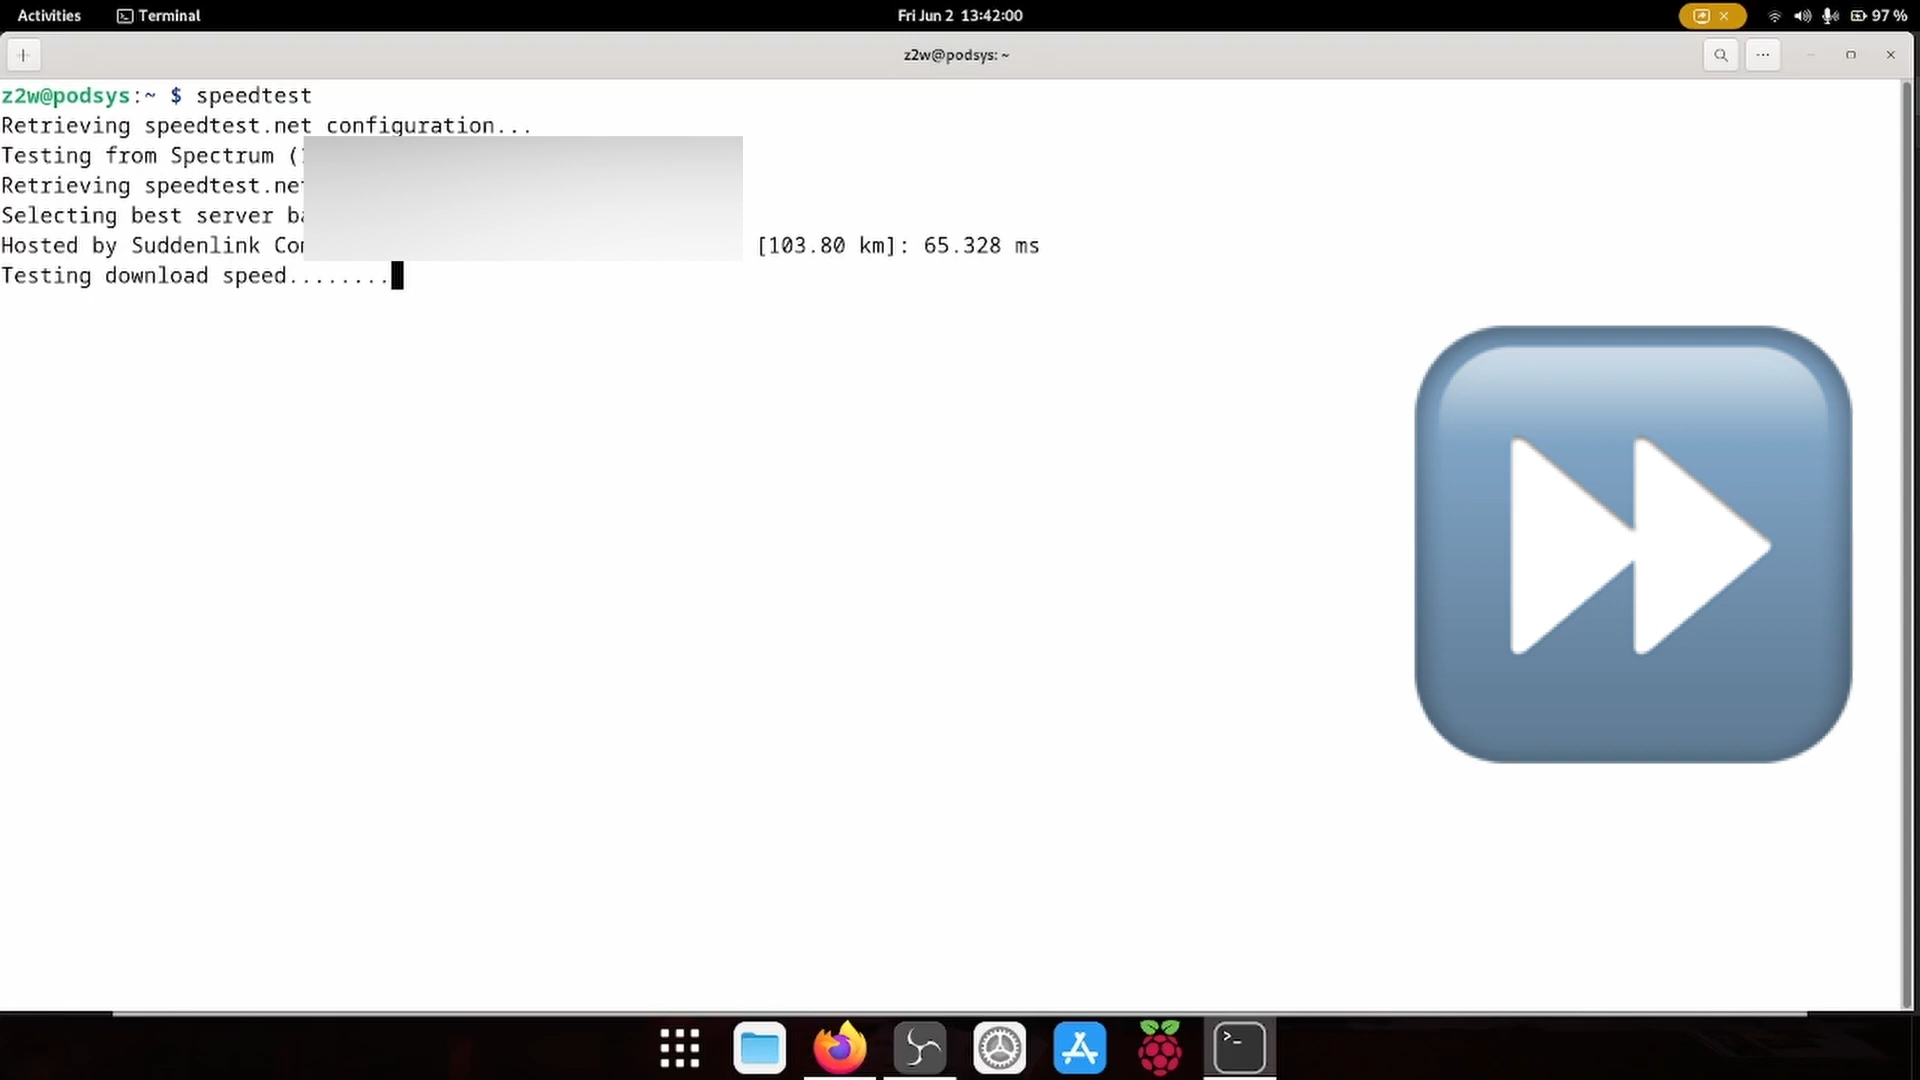 Activities Terminal Fri Jun 2 13:42:00 97 %
z2w@podsys: ~
z2w@podsys:~ $ speedtest
Retrieving speedtest.net configuration...
Testing from Spectrum (
Retrieving speedtest.net
Selecting best server
Hosted by Suddenlink [103.80 km]: 65.328 ms
Testing download speed........